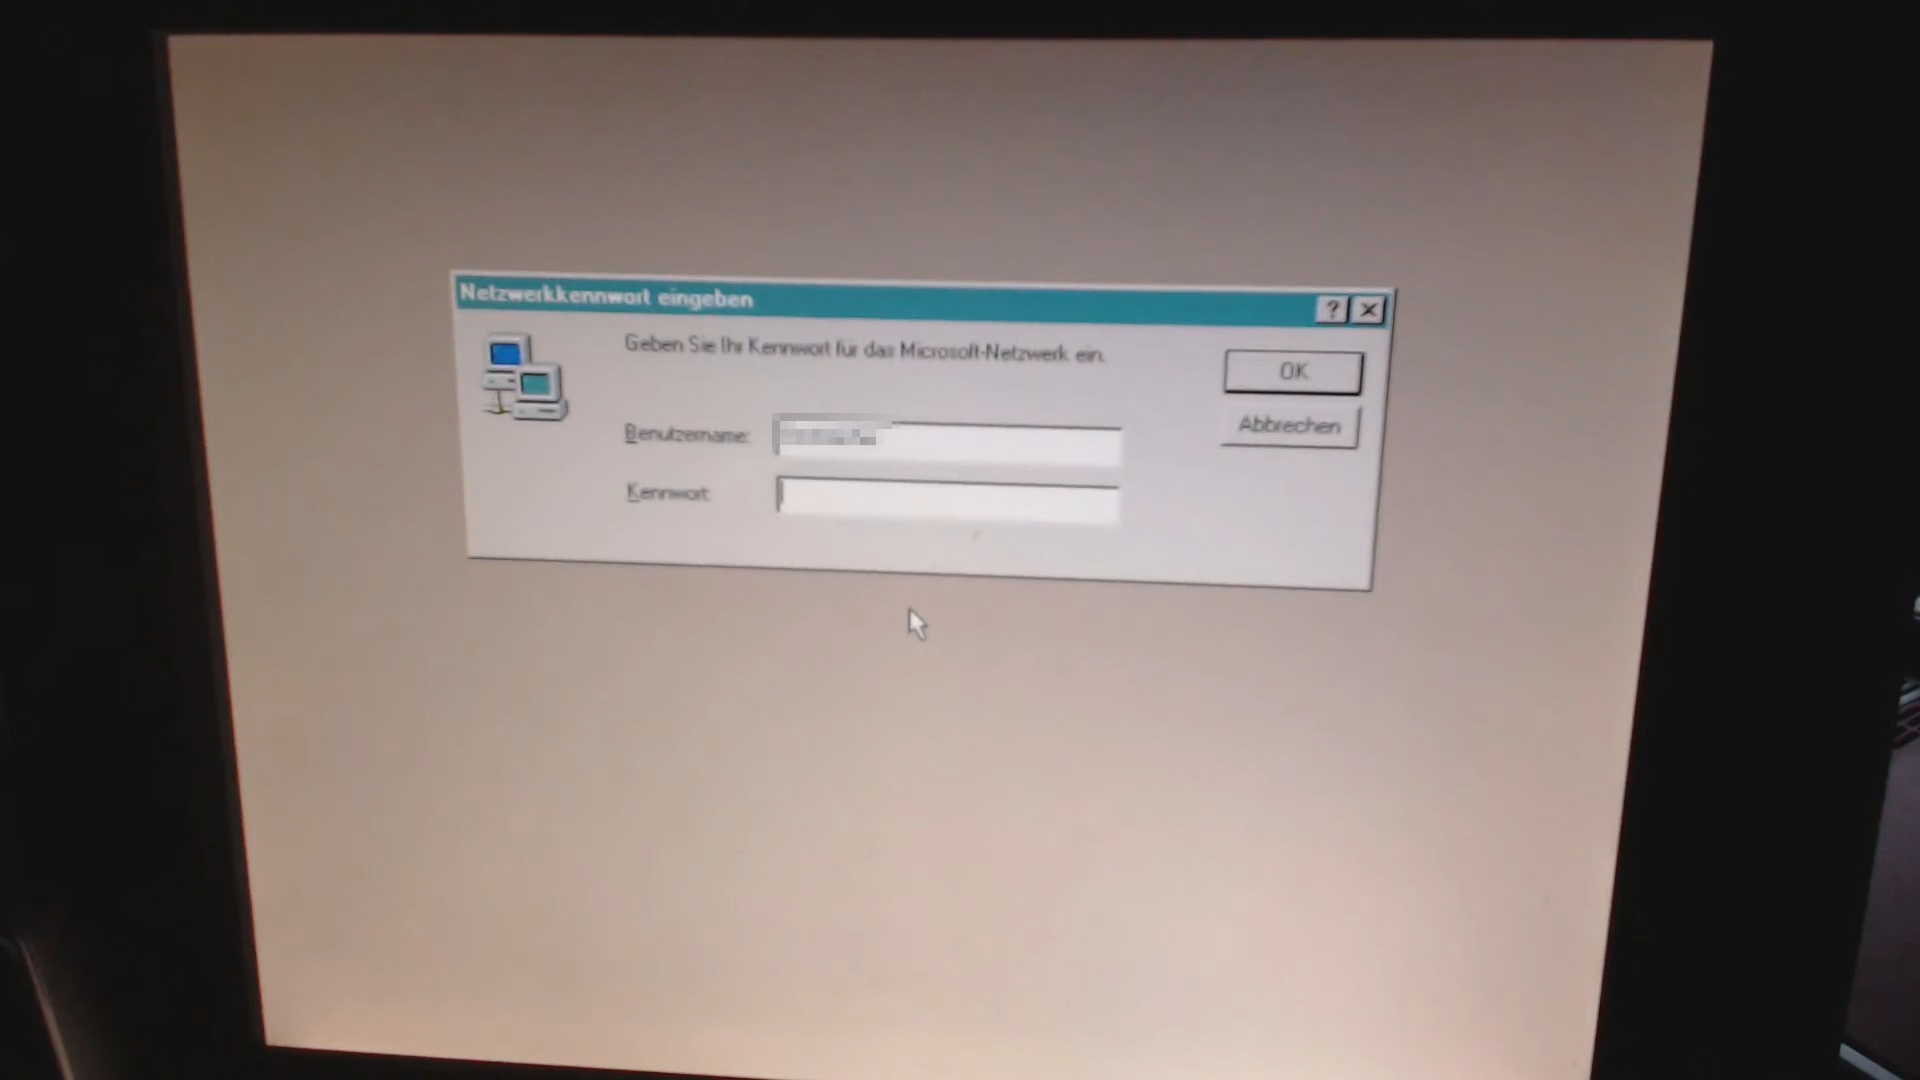 Netzwerkkennwort eingeben
Geben Sie Ihr Kennwort für das Microsoft-Netzwerk ein.
OK
Abbrechen
Benutzername:
Kennwort: